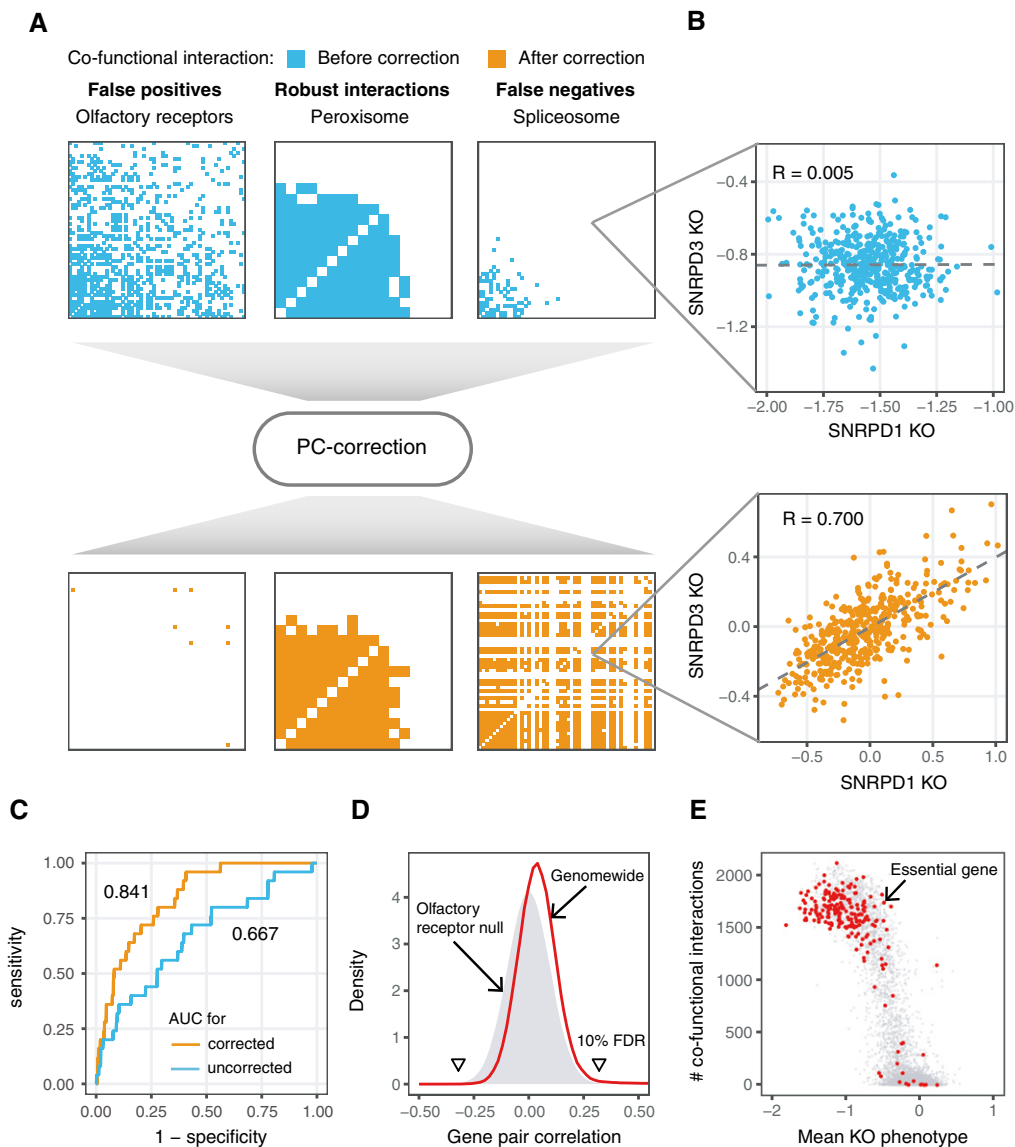 A
Co-functional interaction: Before correction After correction
False positives Robust interactions False negatives
Olfactory receptors Peroxisome Spliceosome
PC-correction
B
R = 0.005
SNRPD3 KO
−0.4
−0.8
−1.2
−2.00 −1.75 −1.50 −1.25 −1.00
SNRPD1 KO
R = 0.700
SNRPD3 KO
0.4
0.0
−0.4
−0.5 0.0 0.5 1.0
SNRPD1 KO
C
sensitivity
1.00
0.75
0.50
0.25
0.00
0.841
0.667
AUC for
corrected
uncorrected
0.00 0.25 0.50 0.75 1.00
1 − specificity
D
Density
4
3
2
1
0
Olfactory
receptor null
Genomewide
10% FDR
−0.50 −0.25 0.00 0.25 0.50
Gene pair correlation
E
# co-functional interactions
2000
1500
1000
500
0
Essential gene
−2 −1 0
Mean KO phenotype